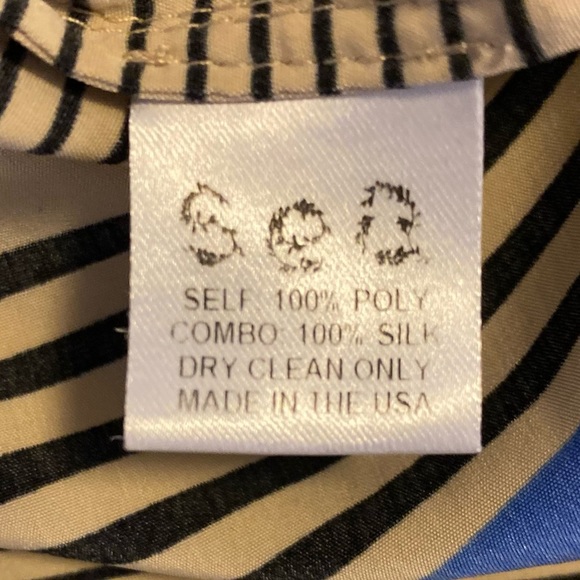 SELF: 100% POLY
COMBO: 100% SILK
DRY CLEAN ONLY
MADE IN THE USA